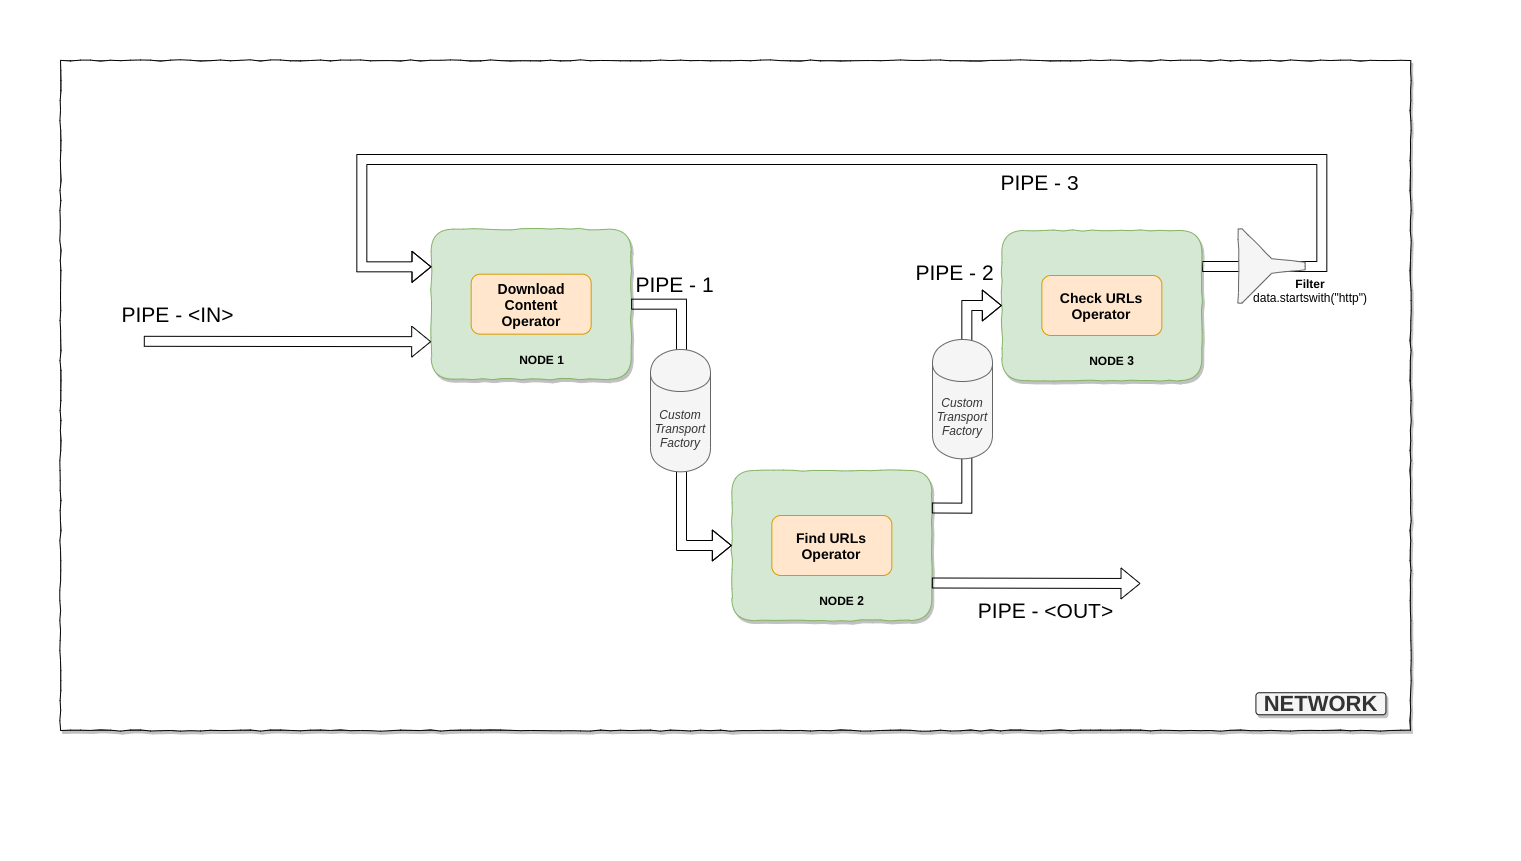 PIPE - 3
PIPE - <IN>
Download
Content
Operator
NODE 1
PIPE - 1
Custom
Transport
Factory
Find URLs
Operator
NODE 2
PIPE - <OUT>
PIPE - 2
Custom
Transport
Factory
Check URLs
Operator
NODE 3
Filter
data.startswith("http")
NETWORK